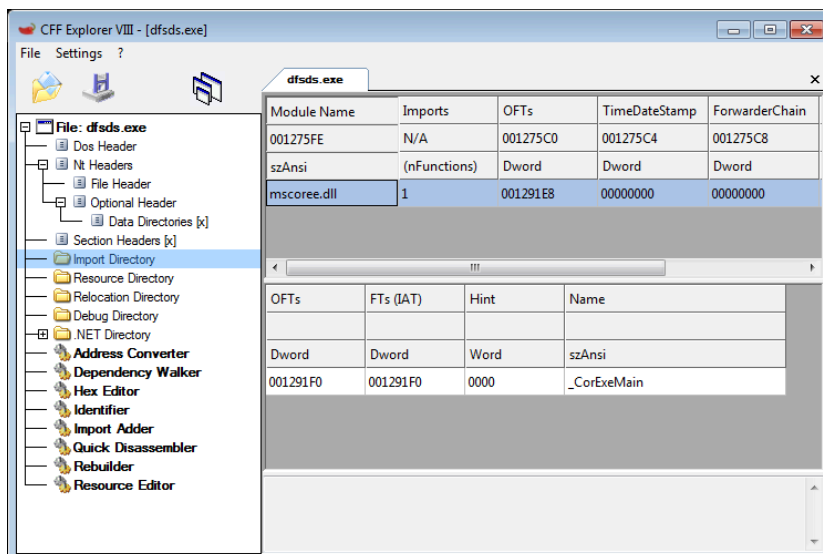 CFF Explorer VIII - [dfsds.exe]
File Settings ?
dfsds.exe
File: dfsds.exe
Dos Header
Nt Headers
File Header
Optional Header
Data Directories [x]
Section Headers [x]
Import Directory
Resource Directory
Relocation Directory
Debug Directory
.NET Directory
Address Converter
Dependency Walker
Hex Editor
Identifier
Import Adder
Quick Disassembler
Rebuilder
Resource Editor
Module Name Imports OFTs TimeDateStamp ForwarderChain
001275FE N/A 001275C0 001275C4 001275C8
szAnsi (nFunctions) Dword Dword Dword
mscoree.dll 1 001291E8 00000000 00000000
OFTs FTs (IAT) Hint Name
Dword Dword Word szAnsi
001291F0 001291F0 0000 _CorExeMain